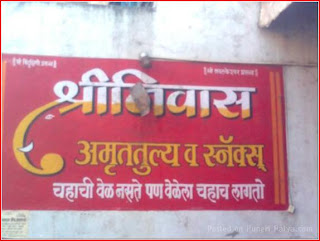 श्रीनिवास
अमृततुल्य व स्नॅक्स्
चहाची वेळ नसते पण वेळेला चहाच लागतो